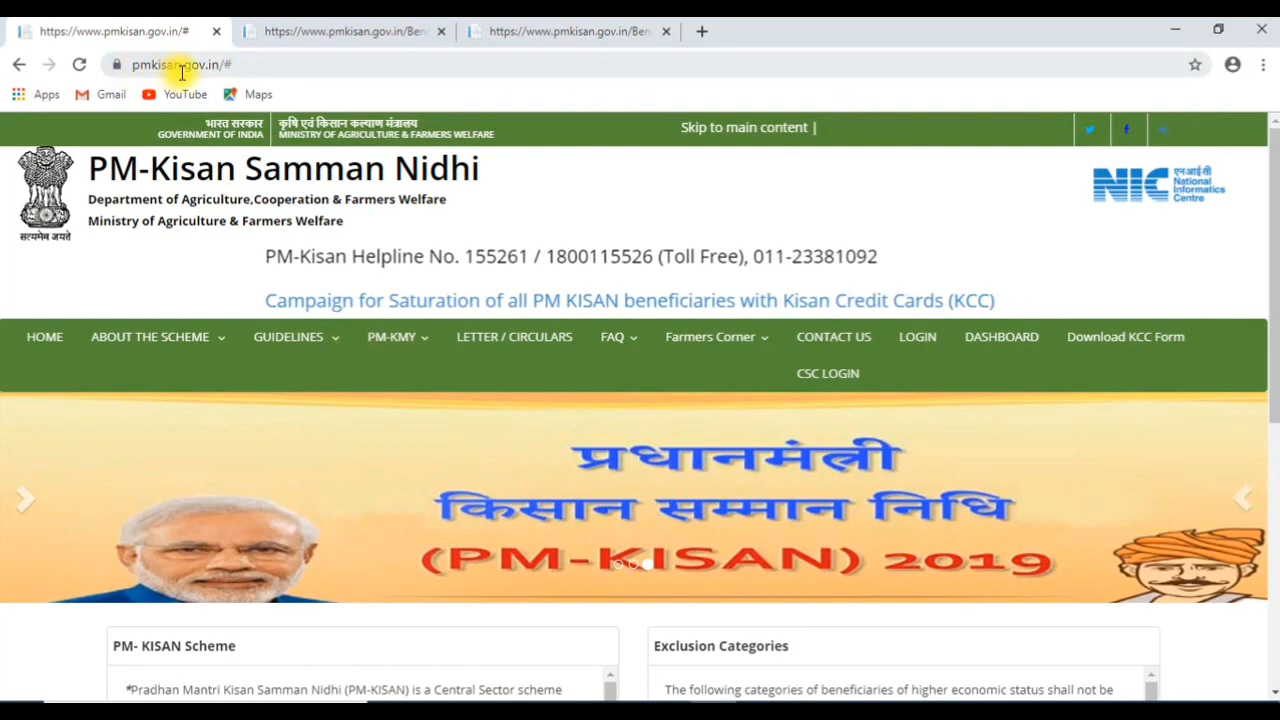 https://www.pmkisan.gov.in/#
https://www.pmkisan.gov.in/Ben
https://www.pmkisan.gov.in/Ben
pmkisan.gov.in/#
Apps Gmail YouTube Maps
भारत सरकार
GOVERNMENT OF INDIA
कृषि एवं किसान कल्याण मंत्रालय
MINISTRY OF AGRICULTURE & FARMERS WELFARE
Skip to main content |
सत्यमेव जयते
PM-Kisan Samman Nidhi
Department of Agriculture,Cooperation & Farmers Welfare
Ministry of Agriculture & Farmers Welfare
NIC
एन आई सी
National
Informatics
Centre
PM-Kisan Helpline No. 155261 / 1800115526 (Toll Free), 011-23381092
Campaign for Saturation of all PM KISAN beneficiaries with Kisan Credit Cards (KCC)
HOME ABOUT THE SCHEME GUIDELINES PM-KMY LETTER / CIRCULARS FAQ Farmers Corner CONTACT US LOGIN DASHBOARD Download KCC Form
CSC LOGIN
प्रधानमंत्री
किसान सम्मान निधि
(PM-KISAN) 2019
PM- KISAN Scheme
*Pradhan Mantri Kisan Samman Nidhi (PM-KISAN) is a Central Sector scheme
Exclusion Categories
The following categories of beneficiaries of higher economic status shall not be